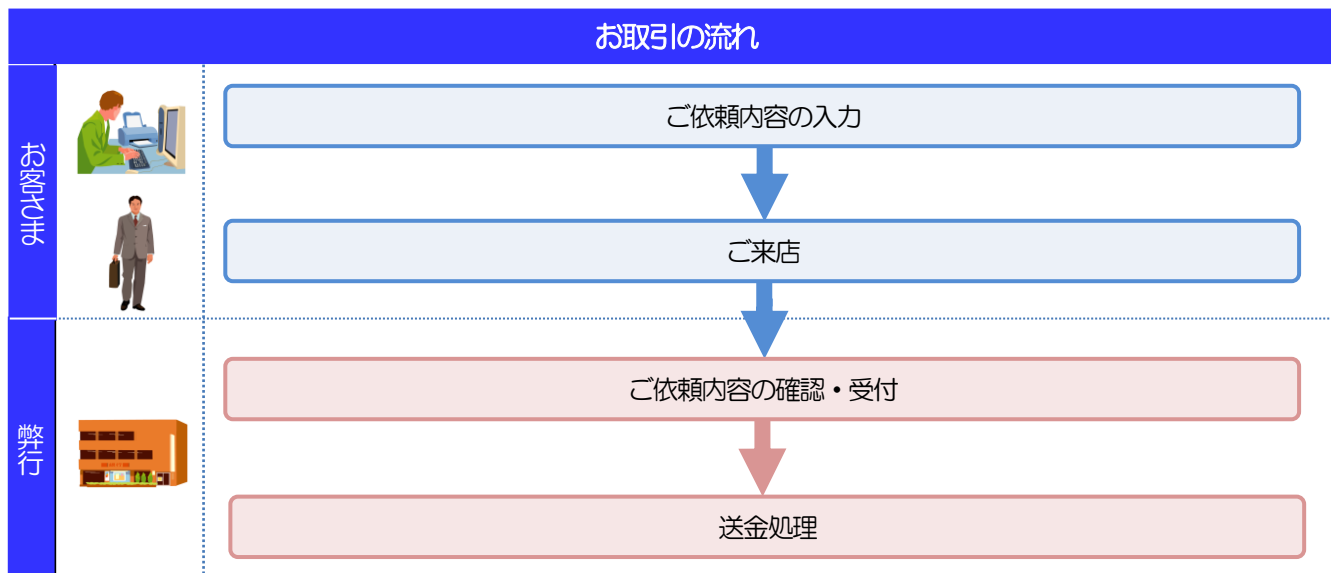 お取引の流れ
お客さま
ご依頼内容の入力
ご来店
弊行
ご依頼内容の確認・受付
送金処理